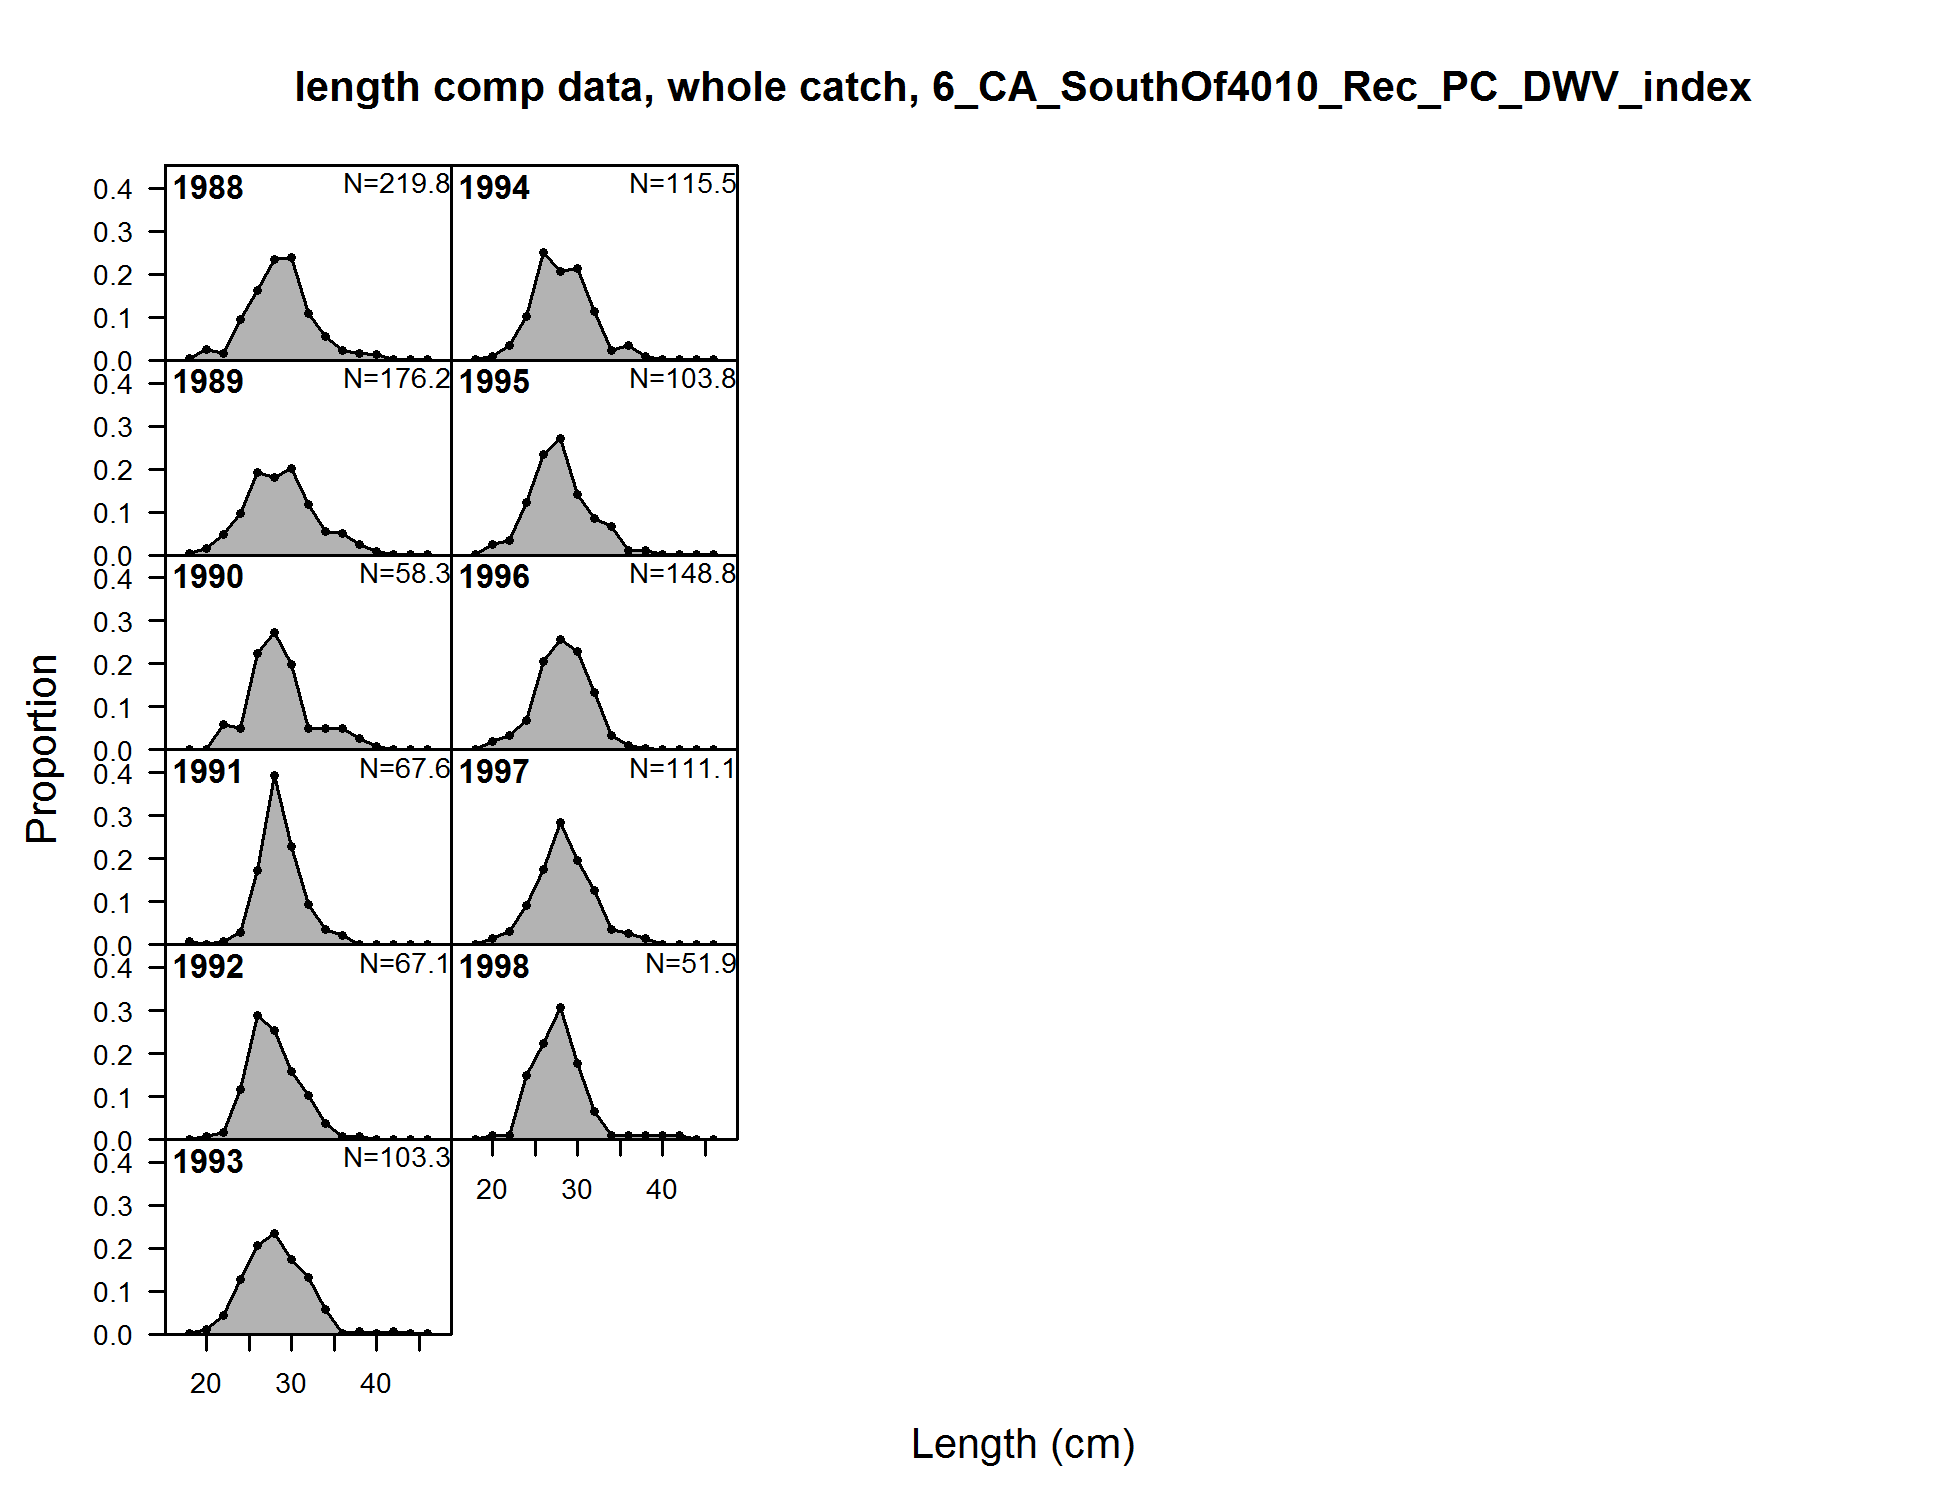 length comp data, whole catch, 6_CA_SouthOf4010_Rec_PC_DWV_index
Proportion
0.4 1988 N=219.8 1994 N=115.5
0.3
0.2
0.1
0.0
0.4 1989 N=176.2 1995 N=103.8
0.3
0.2
0.1
0.0
0.4 1990 N=58.3 1996 N=148.8
0.3
0.2
0.1
0.0
0.4 1991 N=67.6 1997 N=111.1
0.3
0.2
0.1
0.0
0.4 1992 N=67.1 1998 N=51.9
0.3
0.2
0.1
0.0
0.4 1993 N=103.3
20 30 40
0.3
0.2
0.1
0.0
20 30 40
Length (cm)